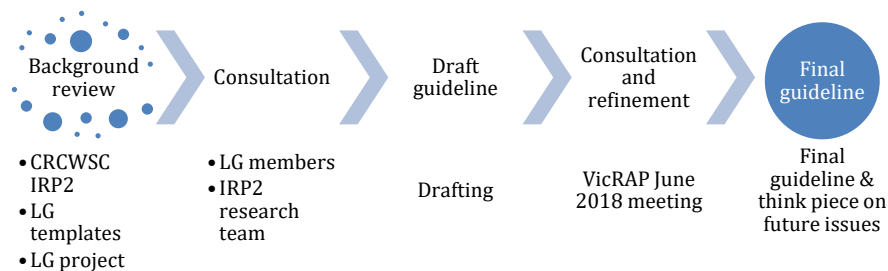 Background
review
Consultation
Draft
guideline
Consultation
and
refinement
Final
guideline
• CRCWSC
IRP2
• LG
templates
• LG project
• LG members
• IRP2
research
team
Drafting
VicRAP June
2018 meeting
Final
guideline &
think piece on
future issues